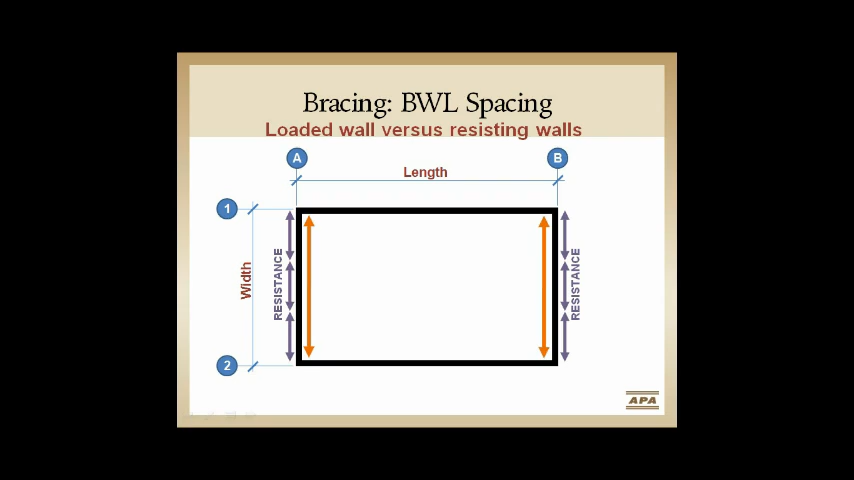 Bracing: BWL Spacing
Loaded wall versus resisting walls
A
B
Length
1
Width
RESISTANCE
RESISTANCE
2
APA